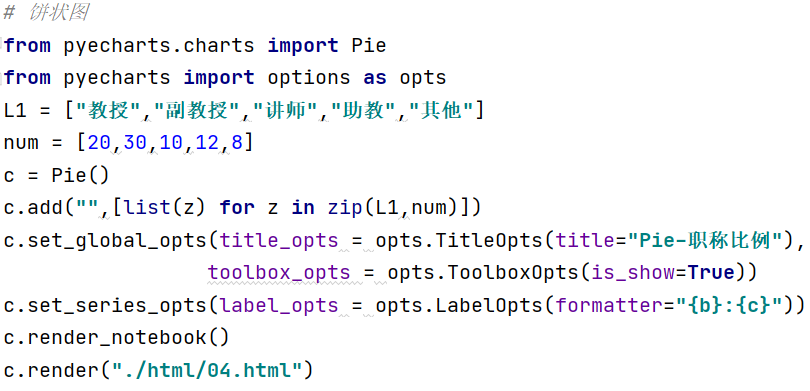 # 饼状图
from pyecharts.charts import Pie
from pyecharts import options as opts
L1 = ["教授","副教授","讲师","助教","其他"]
num = [20,30,10,12,8]
c = Pie()
c.add("",[list(z) for z in zip(L1,num)])
c.set_global_opts(title_opts = opts.TitleOpts(title="Pie-职称比例"),
                 toolbox_opts = opts.ToolboxOpts(is_show=True))
c.set_series_opts(label_opts = opts.LabelOpts(formatter="{b}:{c}"))
c.render_notebook()
c.render("./html/04.html")